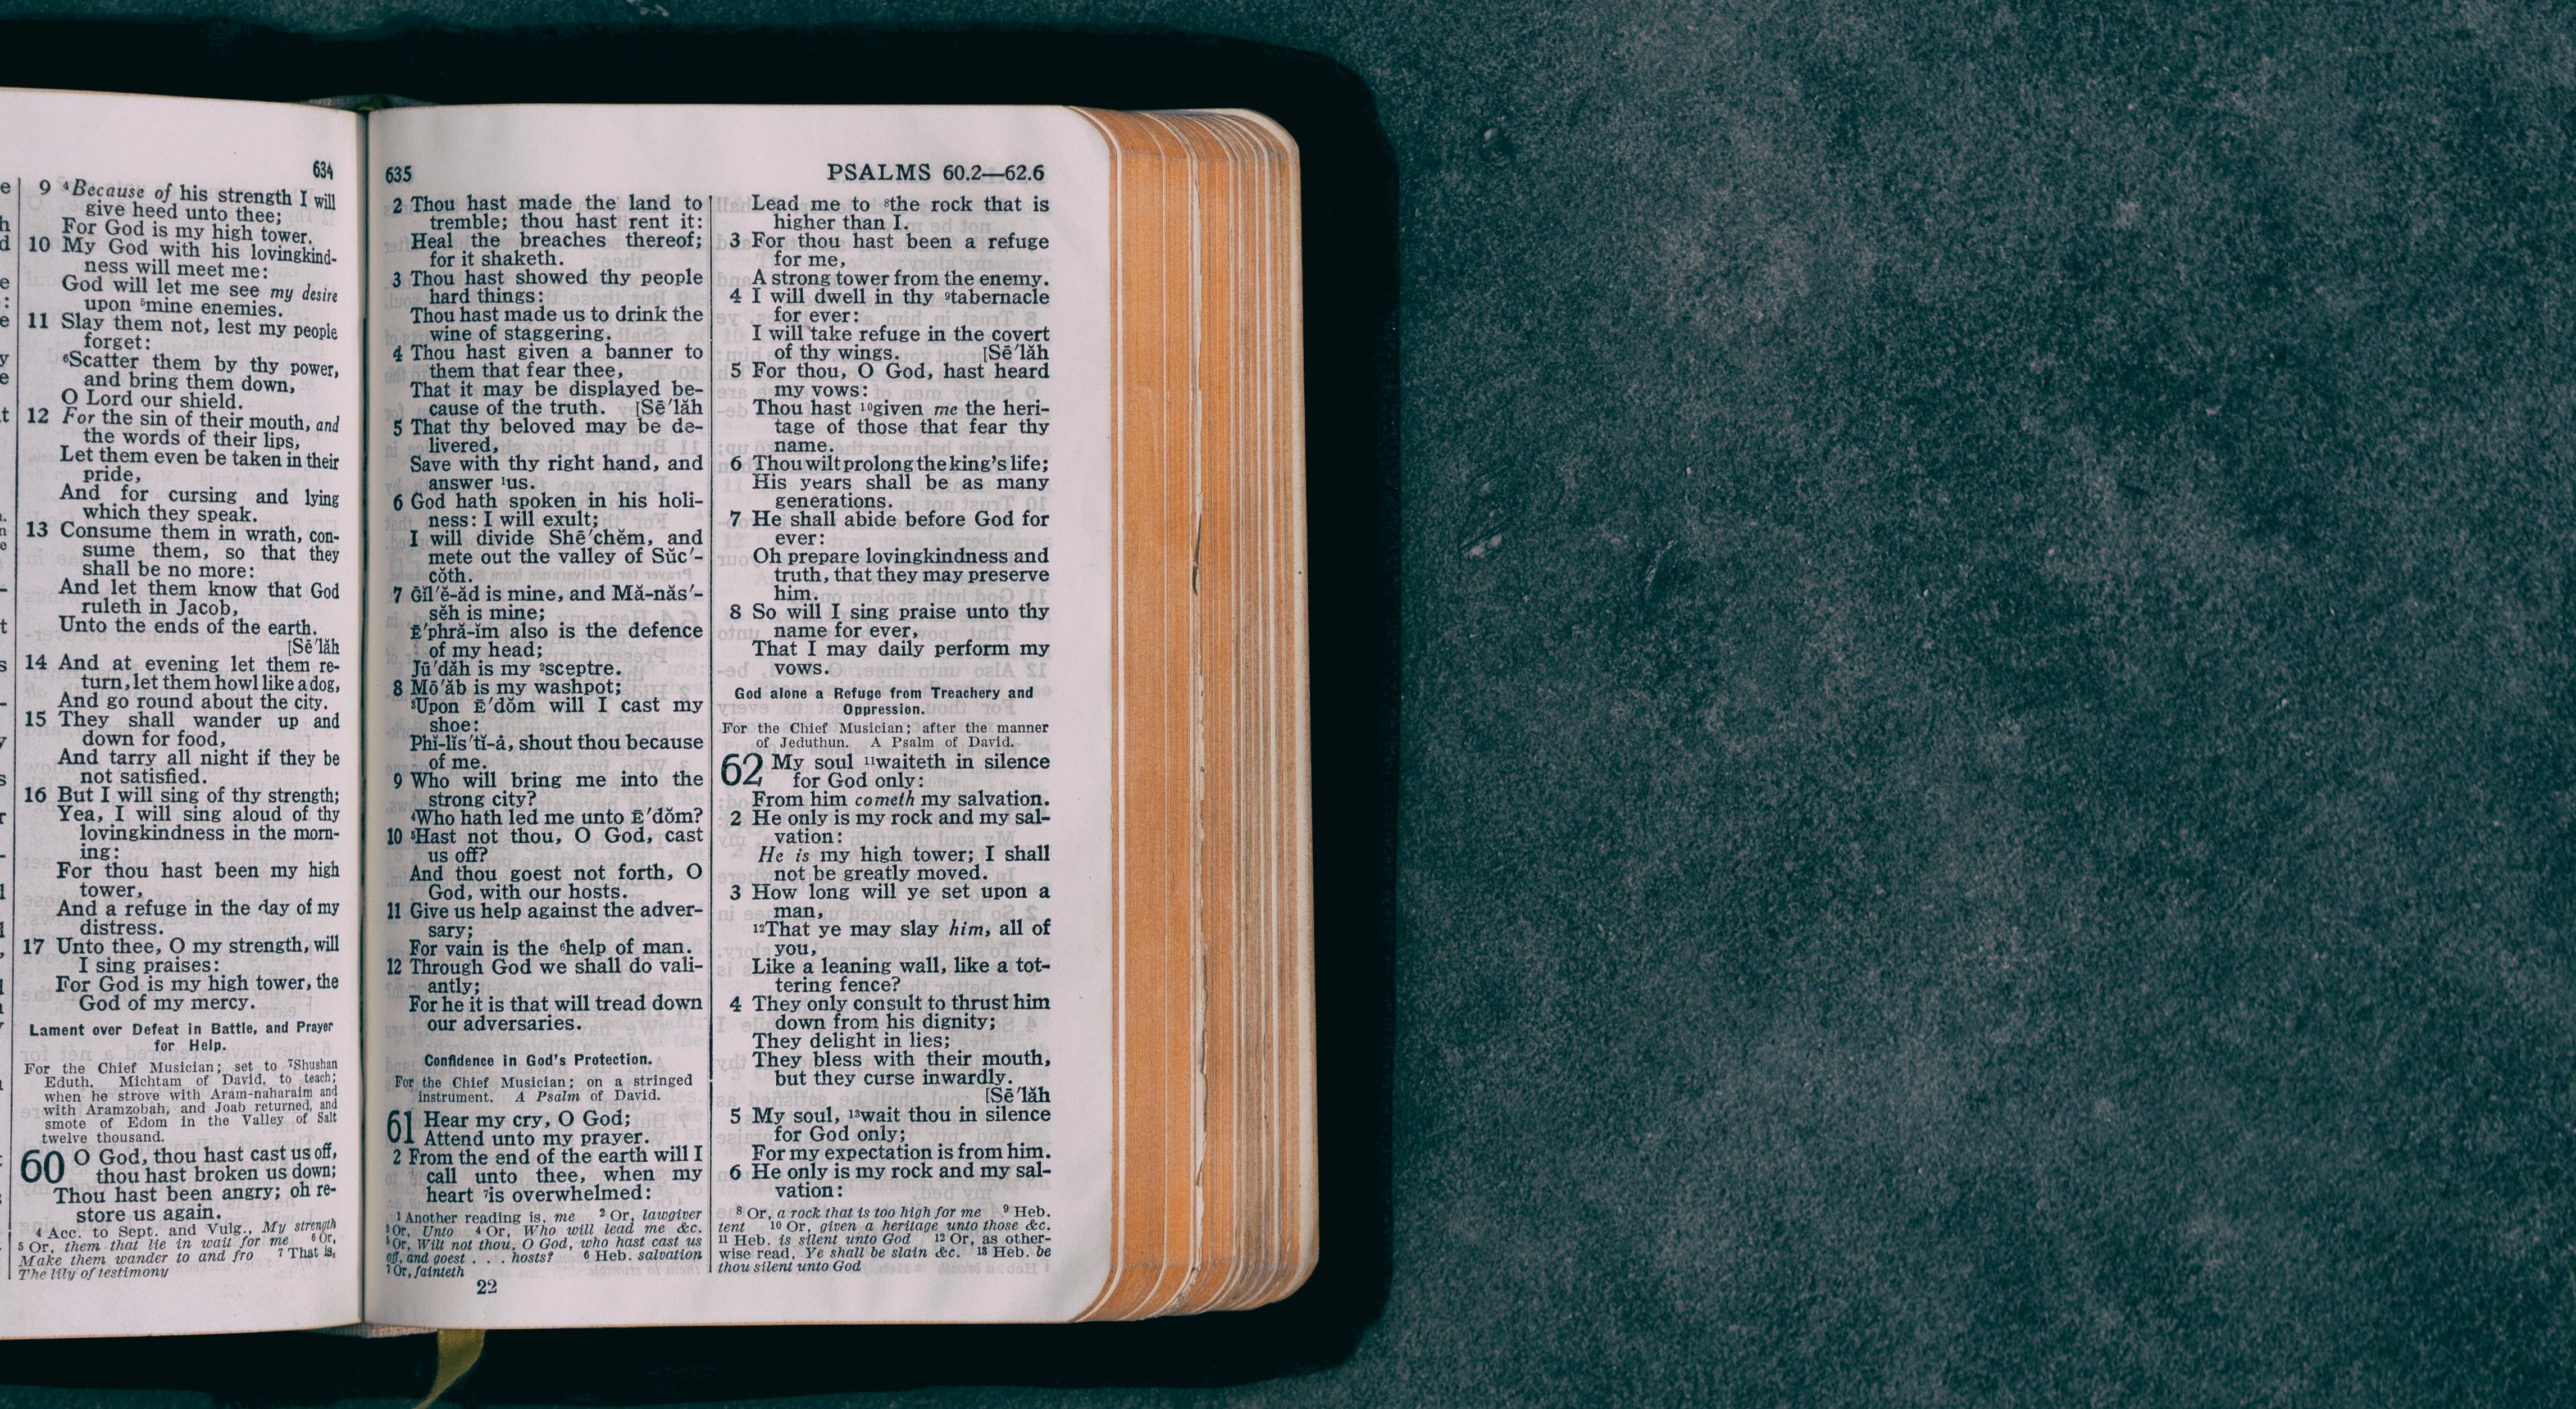 634
9 4Because of his strength I will
give heed unto thee;
For God is my high tower.
10 My God with his lovingkind-
ness will meet me:
God will let me see my desire
upon 5mine enemies.
11 Slay them not, lest my people
forget:
6Scatter them by thy power,
and bring them down,
O Lord our shield.
12 For the sin of their mouth, and
the words of their lips,
Let them even be taken in their
pride,
And for cursing and lying
which they speak.
13 Consume them in wrath, con-
sume them, so that they
shall be no more:
And let them know that God
ruleth in Jacob,
Unto the ends of the earth.
[Sē′lăh
14 And at evening let them re-
turn, let them howl like a dog,
And go round about the city.
15 They shall wander up and
down for food,
And tarry all night if they be
not satisfied.
16 But I will sing of thy strength;
Yea, I will sing aloud of thy
lovingkindness in the morn-
ing:
For thou hast been my high
tower,
And a refuge in the day of my
distress.
17 Unto thee, O my strength, will
I sing praises:
For God is my high tower, the
God of my mercy.
Lament over Defeat in Battle, and Prayer
for Help.
For the Chief Musician; set to 7Shushan
Eduth. Michtam of David, to teach;
when he strove with Aram-naharaim and
with Aramzobah, and Joab returned, and
smote of Edom in the Valley of Salt
twelve thousand.
60 O God, thou hast cast us off,
thou hast broken us down;
Thou hast been angry; oh re-
store us again.
4 Acc. to Sept. and Vulg., My strength
5 Or, them that lie in wait for me 6 Or,
Make them wander to and fro 7 That is,
The lily of testimony
635
PSALMS 60.2—62.6
2 Thou hast made the land to
tremble; thou hast rent it:
Heal the breaches thereof;
for it shaketh.
3 Thou hast showed thy people
hard things:
Thou hast made us to drink the
wine of staggering.
4 Thou hast given a banner to
them that fear thee,
That it may be displayed be-
cause of the truth. [Sē′lăh
5 That thy beloved may be de-
livered,
Save with thy right hand, and
answer 1us.
6 God hath spoken in his holi-
ness: I will exult;
I will divide Shē′chĕm, and
mete out the valley of Sŭc′-
cŏth.
7 Gĭl′ĕ-ăd is mine, and Mă-năs′-
sĕh is mine;
Ē′phră-ĭm also is the defence
of my head;
Jū′dăh is my 2sceptre.
8 Mō′ăb is my washpot;
3Upon Ē′dŏm will I cast my
shoe:
Phĭ-lĭs′tĭ-ȧ, shout thou because
of me.
9 Who will bring me into the
strong city?
4Who hath led me unto Ē′dŏm?
10 5Hast not thou, O God, cast
us off?
And thou goest not forth, O
God, with our hosts.
11 Give us help against the adver-
sary;
For vain is the 6help of man.
12 Through God we shall do vali-
antly;
For he it is that will tread down
our adversaries.
Confidence in God's Protection.
For the Chief Musician; on a stringed
instrument. A Psalm of David.
61 Hear my cry, O God;
Attend unto my prayer.
2 From the end of the earth will I
call unto thee, when my
heart 7is overwhelmed:
1 Another reading is, me 2 Or, lawgiver
3 Or, Unto 4 Or, Who will lead me &c.
5 Or, Will not thou, O God, who hast cast us
off, and goest . . . hosts? 6 Heb. salvation
7 Or, fainteth
22
Lead me to 8the rock that is
higher than I.
3 For thou hast been a refuge
for me,
A strong tower from the enemy.
4 I will dwell in thy 9tabernacle
for ever:
I will take refuge in the covert
of thy wings. [Sē′lăh
5 For thou, O God, hast heard
my vows:
Thou hast 10given me the heri-
tage of those that fear thy
name.
6 Thou wilt prolong the king's life;
His years shall be as many
generations.
7 He shall abide before God for
ever:
Oh prepare lovingkindness and
truth, that they may preserve
him.
8 So will I sing praise unto thy
name for ever,
That I may daily perform my
vows.
God alone a Refuge from Treachery and
Oppression.
For the Chief Musician; after the manner
of Jeduthun. A Psalm of David.
62 My soul 11waiteth in silence
for God only:
From him cometh my salvation.
2 He only is my rock and my sal-
vation:
He is my high tower; I shall
not be greatly moved.
3 How long will ye set upon a
man,
12That ye may slay him, all of
you,
Like a leaning wall, like a tot-
tering fence?
4 They only consult to thrust him
down from his dignity;
They delight in lies;
They bless with their mouth,
but they curse inwardly.
[Sē′lăh
5 My soul, 13wait thou in silence
for God only;
For my expectation is from him.
6 He only is my rock and my sal-
vation:
8 Or, a rock that is too high for me 9 Heb.
tent 10 Or, given a heritage unto those &c.
11 Heb. is silent unto God 12 Or, as other-
wise read, Ye shall be slain &c. 13 Heb. be
thou silent unto God